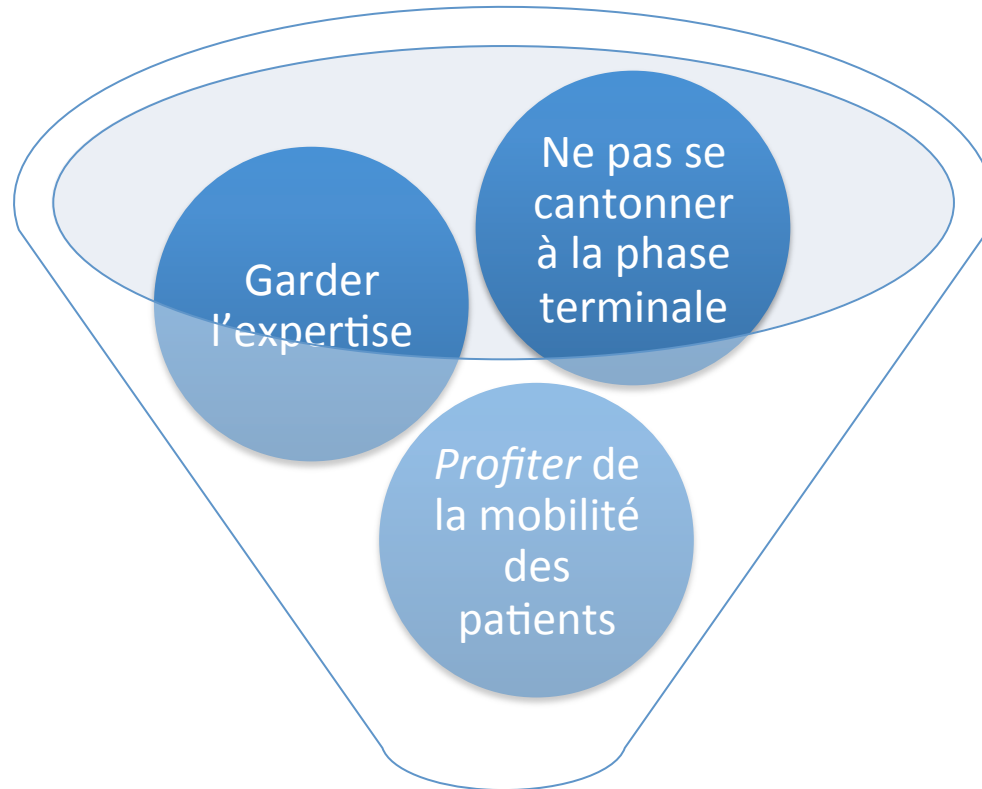 Ne pas se
cantonner
à la phase
terminale
Garder
l’expertise
Profiter de
la mobilité
des
patients